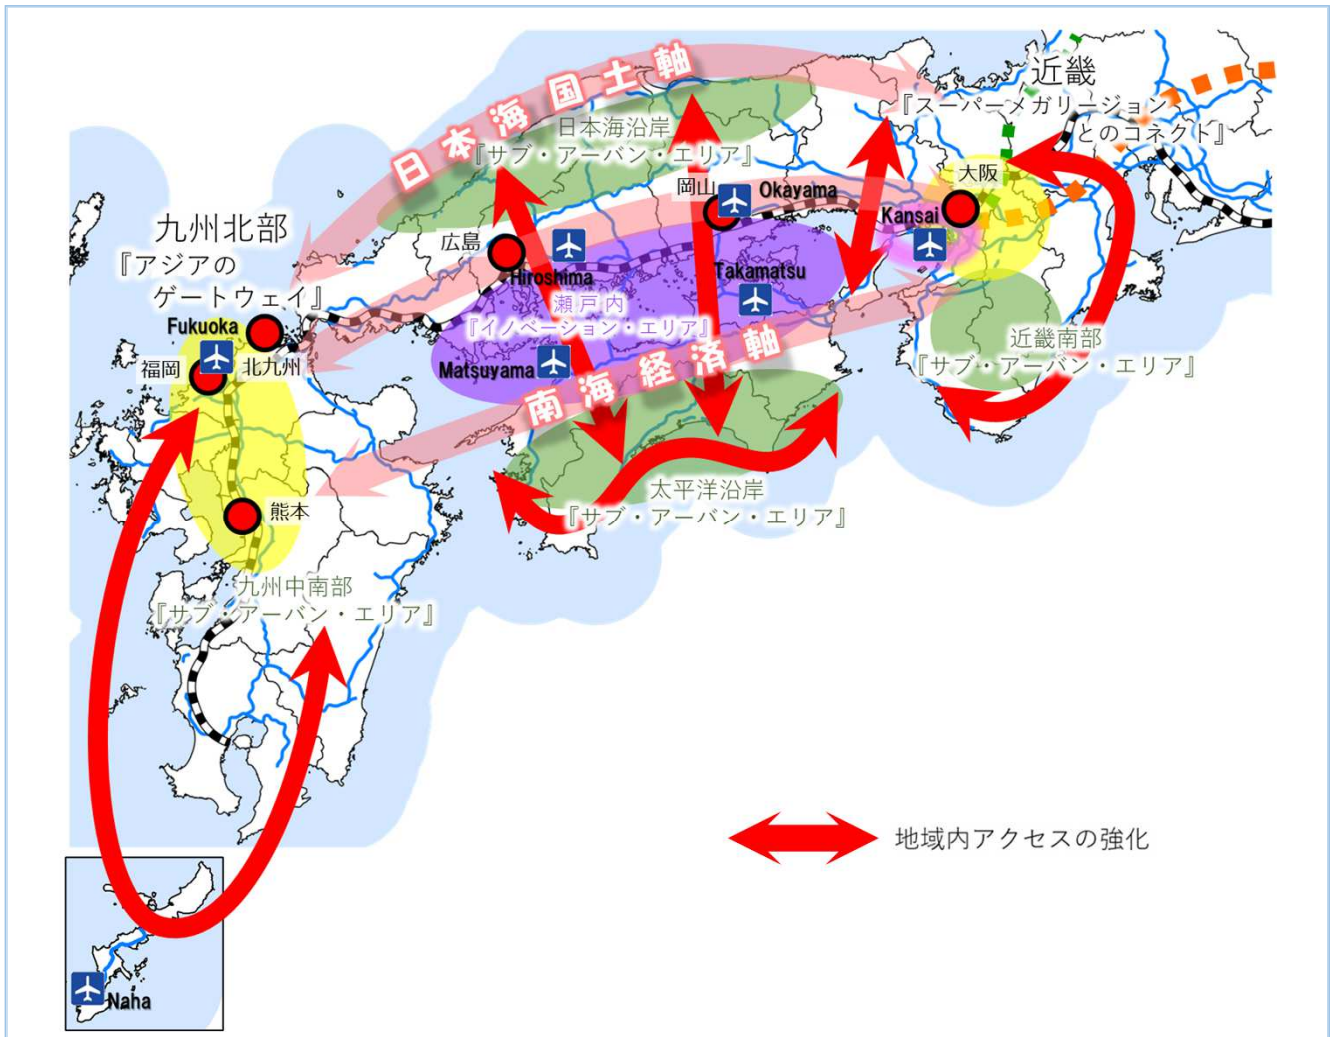 日本海国土軸
近畿
『スーパーメガリージョン
とのコネクト』
日本海沿岸
『サブ・アーバン・エリア』
大阪
岡山
Okayama
Kansai
九州北部
『アジアの
ゲートウェイ』
広島
Hiroshima
Takamatsu
瀬戸内
『イノベーション・エリア』
Fukuoka
北九州
福岡
Matsuyama
南海経済軸
近畿南部
『サブ・アーバン・エリア』
太平洋沿岸
『サブ・アーバン・エリア』
熊本
九州中南部
『サブ・アーバン・エリア』
地域内アクセスの強化
Naha